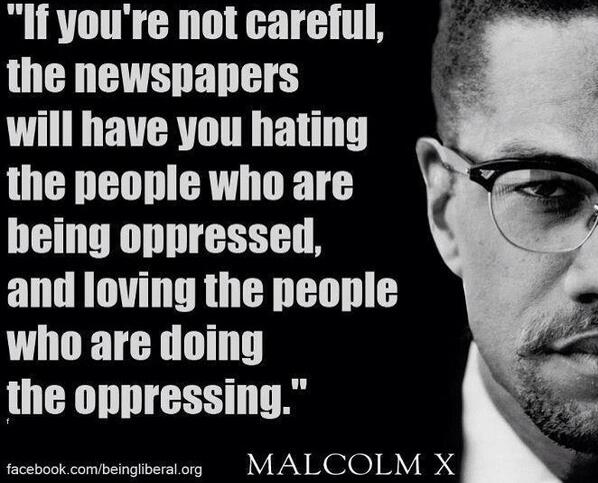 "If you're not careful,
the newspapers
will have you hating
the people who are
being oppressed,
and loving the people
who are doing
the oppressing."
f
facebook.com/beingliberal.org
MALCOLM X